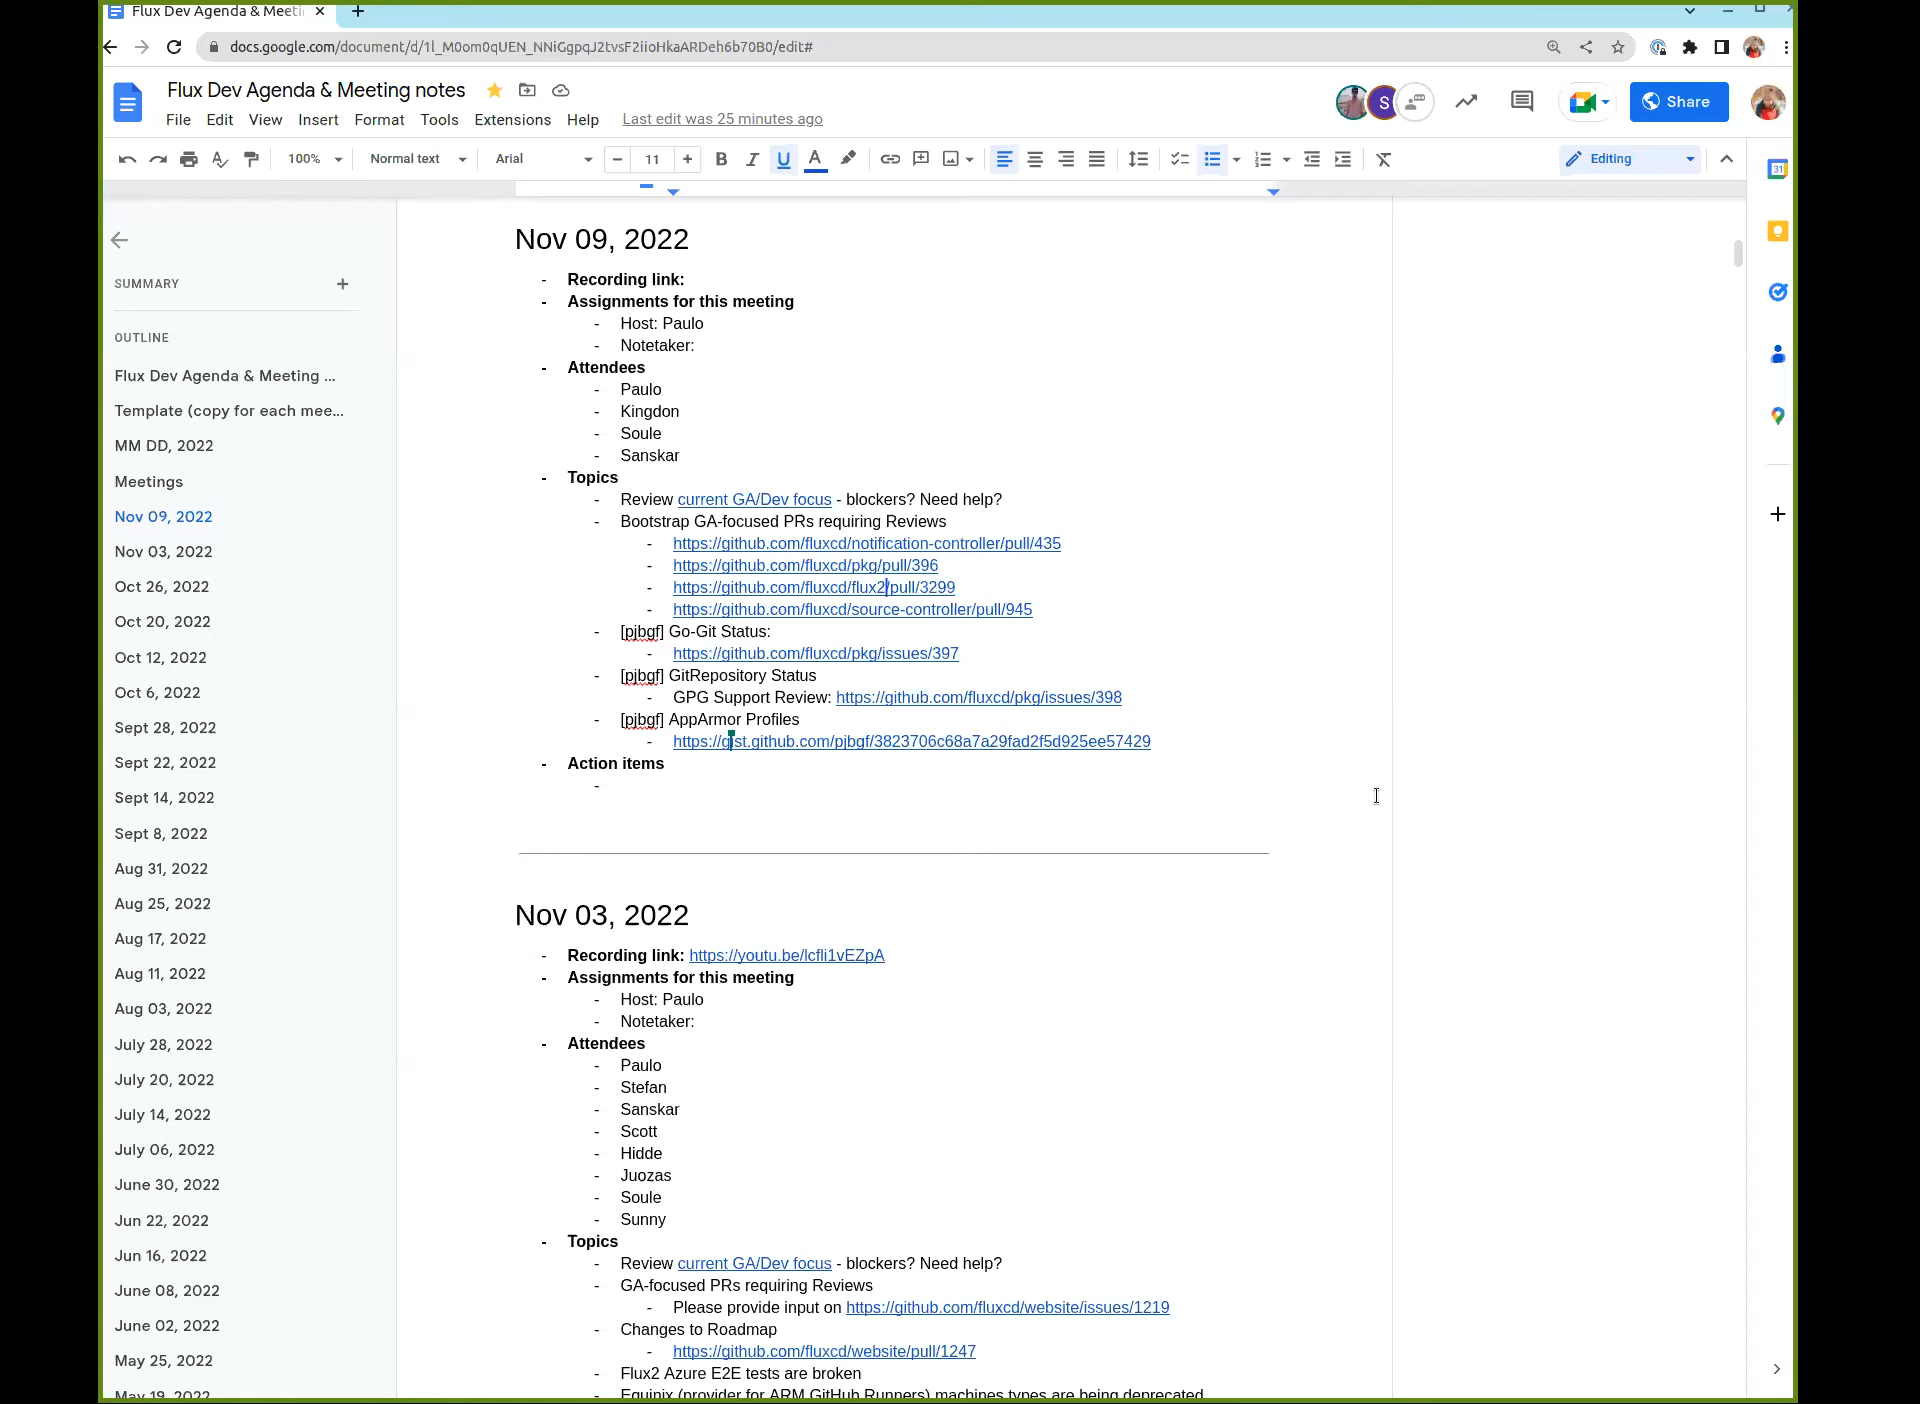 Flux Dev Agenda & Meeti
docs.google.com/document/d/1l_M0om0qUEN_NNiGgpqJ2tvsF2iioHkaARDeh6b70B0/edit#
Flux Dev Agenda & Meeting notes
File Edit View Insert Format Tools Extensions Help Last edit was 25 minutes ago
S
Share
100% Normal text Arial 11 B I U A Editing
31
SUMMARY
OUTLINE
Flux Dev Agenda & Meeting ...
Template (copy for each mee...
MM DD, 2022
Meetings
Nov 09, 2022
Nov 03, 2022
Oct 26, 2022
Oct 20, 2022
Oct 12, 2022
Oct 6, 2022
Sept 28, 2022
Sept 22, 2022
Sept 14, 2022
Sept 8, 2022
Aug 31, 2022
Aug 25, 2022
Aug 17, 2022
Aug 11, 2022
Aug 03, 2022
July 28, 2022
July 20, 2022
July 14, 2022
July 06, 2022
June 30, 2022
Jun 22, 2022
Jun 16, 2022
June 08, 2022
June 02, 2022
May 25, 2022
May 19, 2022
Nov 09, 2022
- Recording link:
- Assignments for this meeting
- Host: Paulo
- Notetaker:
- Attendees
- Paulo
- Kingdon
- Soule
- Sanskar
- Topics
- Review current GA/Dev focus - blockers? Need help?
- Bootstrap GA-focused PRs requiring Reviews
- https://github.com/fluxcd/notification-controller/pull/435
- https://github.com/fluxcd/pkg/pull/396
- https://github.com/fluxcd/flux2/pull/3299
- https://github.com/fluxcd/source-controller/pull/945
- [pjbgf] Go-Git Status:
- https://github.com/fluxcd/pkg/issues/397
- [pjbgf] GitRepository Status
- GPG Support Review: https://github.com/fluxcd/pkg/issues/398
- [pjbgf] AppArmor Profiles
- https://gist.github.com/pjbgf/3823706c68a7a29fad2f5d925ee57429
- Action items
-
Nov 03, 2022
- Recording link: https://youtu.be/lcfli1vEZpA
- Assignments for this meeting
- Host: Paulo
- Notetaker:
- Attendees
- Paulo
- Stefan
- Sanskar
- Scott
- Hidde
- Juozas
- Soule
- Sunny
- Topics
- Review current GA/Dev focus - blockers? Need help?
- GA-focused PRs requiring Reviews
- Please provide input on https://github.com/fluxcd/website/issues/1219
- Changes to Roadmap
- https://github.com/fluxcd/website/pull/1247
- Flux2 Azure E2E tests are broken
- Equinix (provider for ARM GitHub Runners) machines types are being deprecated